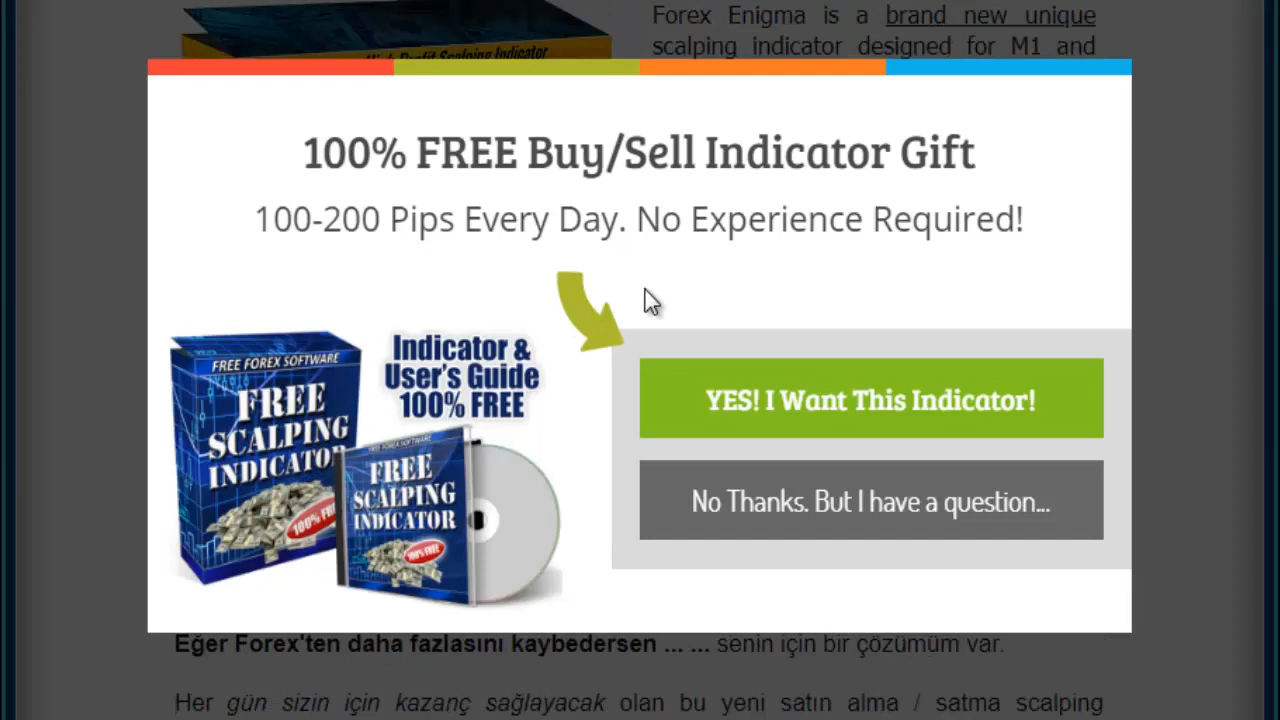 Forex Enigma is a brand new unique
scalping indicator designed for M1 and
High Profit Scalping Indicator
100% FREE Buy/Sell Indicator Gift
100-200 Pips Every Day. No Experience Required!
FREE FOREX SOFTWARE
FREE
SCALPING
INDICATOR
100% FREE
Indicator &
User's Guide
100% FREE
FREE FOREX SOFTWARE
FREE
SCALPING
INDICATOR
100% FREE
YES! I Want This Indicator!
No Thanks. But I have a question...
Eğer Forex'ten daha fazlasını kaybedersen ... ... senin için bir çözümüm var.
Her gün sizin için kazanç sağlayacak olan bu yeni satın alma / satma scalping